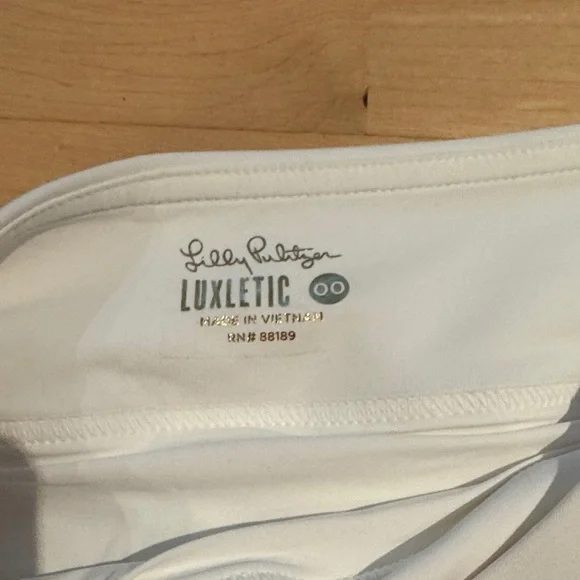 Lilly Pulitzer
LUXLETIC 00
MADE IN VIETNAM
RN# 88189